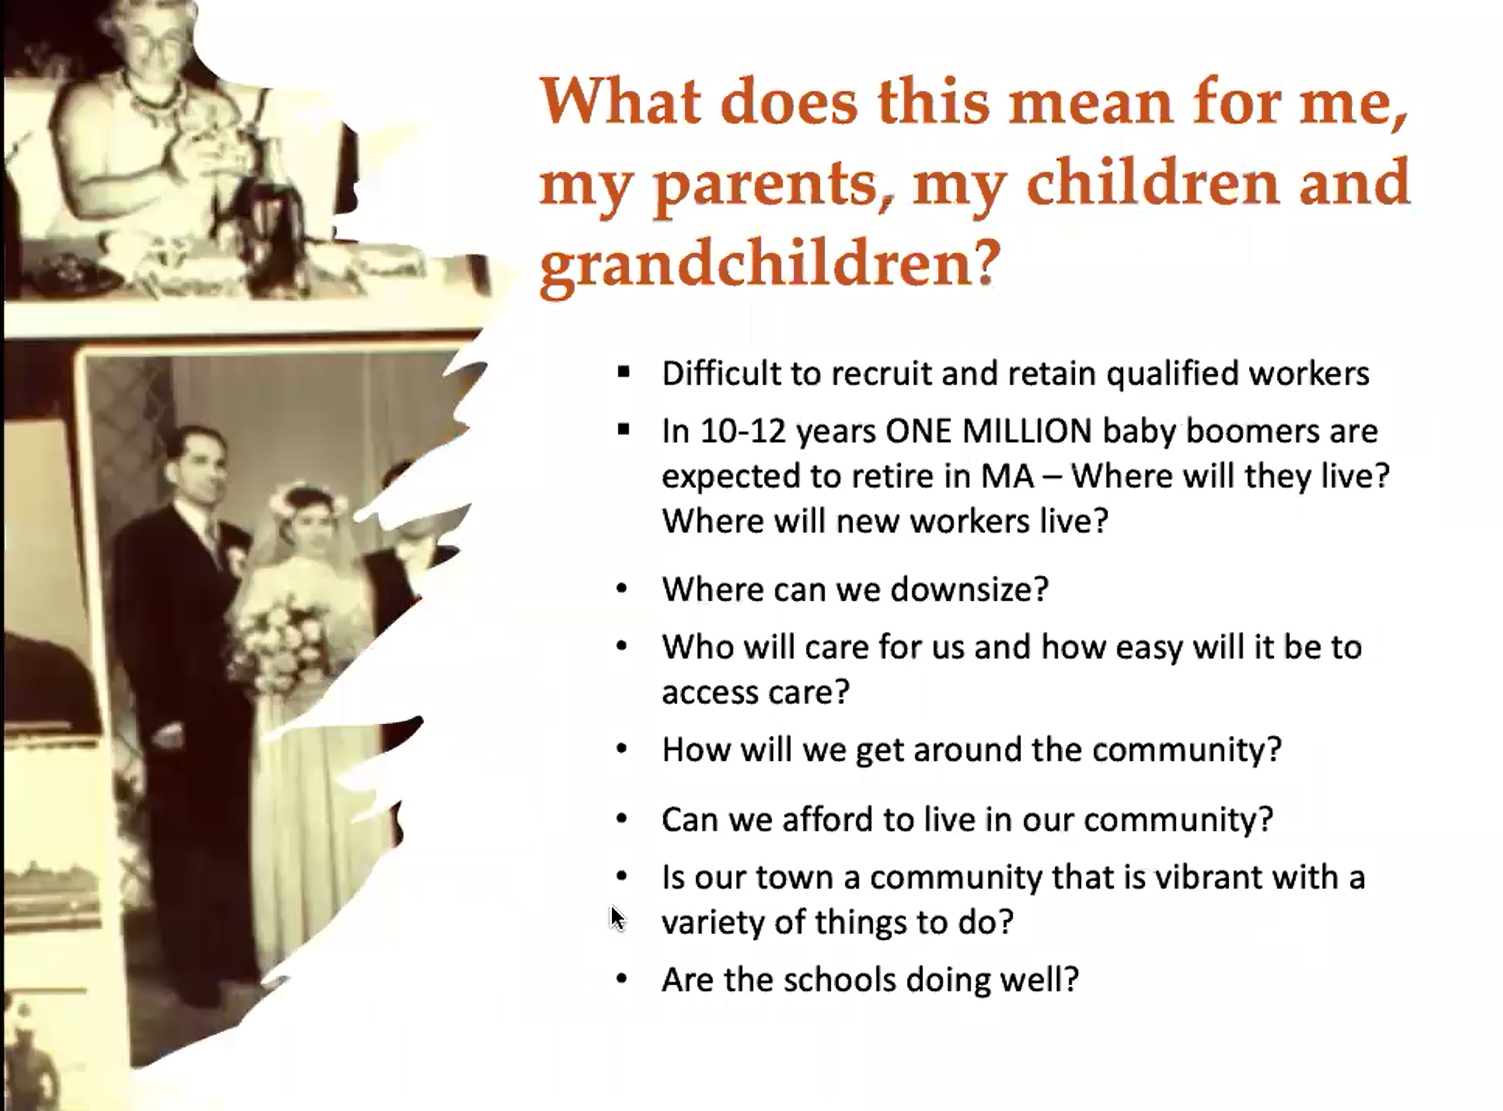 What does this mean for me,
my parents, my children and
grandchildren?
▪ Difficult to recruit and retain qualified workers
▪ In 10-12 years ONE MILLION baby boomers are
expected to retire in MA – Where will they live?
Where will new workers live?
• Where can we downsize?
• Who will care for us and how easy will it be to
access care?
• How will we get around the community?
• Can we afford to live in our community?
• Is our town a community that is vibrant with a
variety of things to do?
• Are the schools doing well?